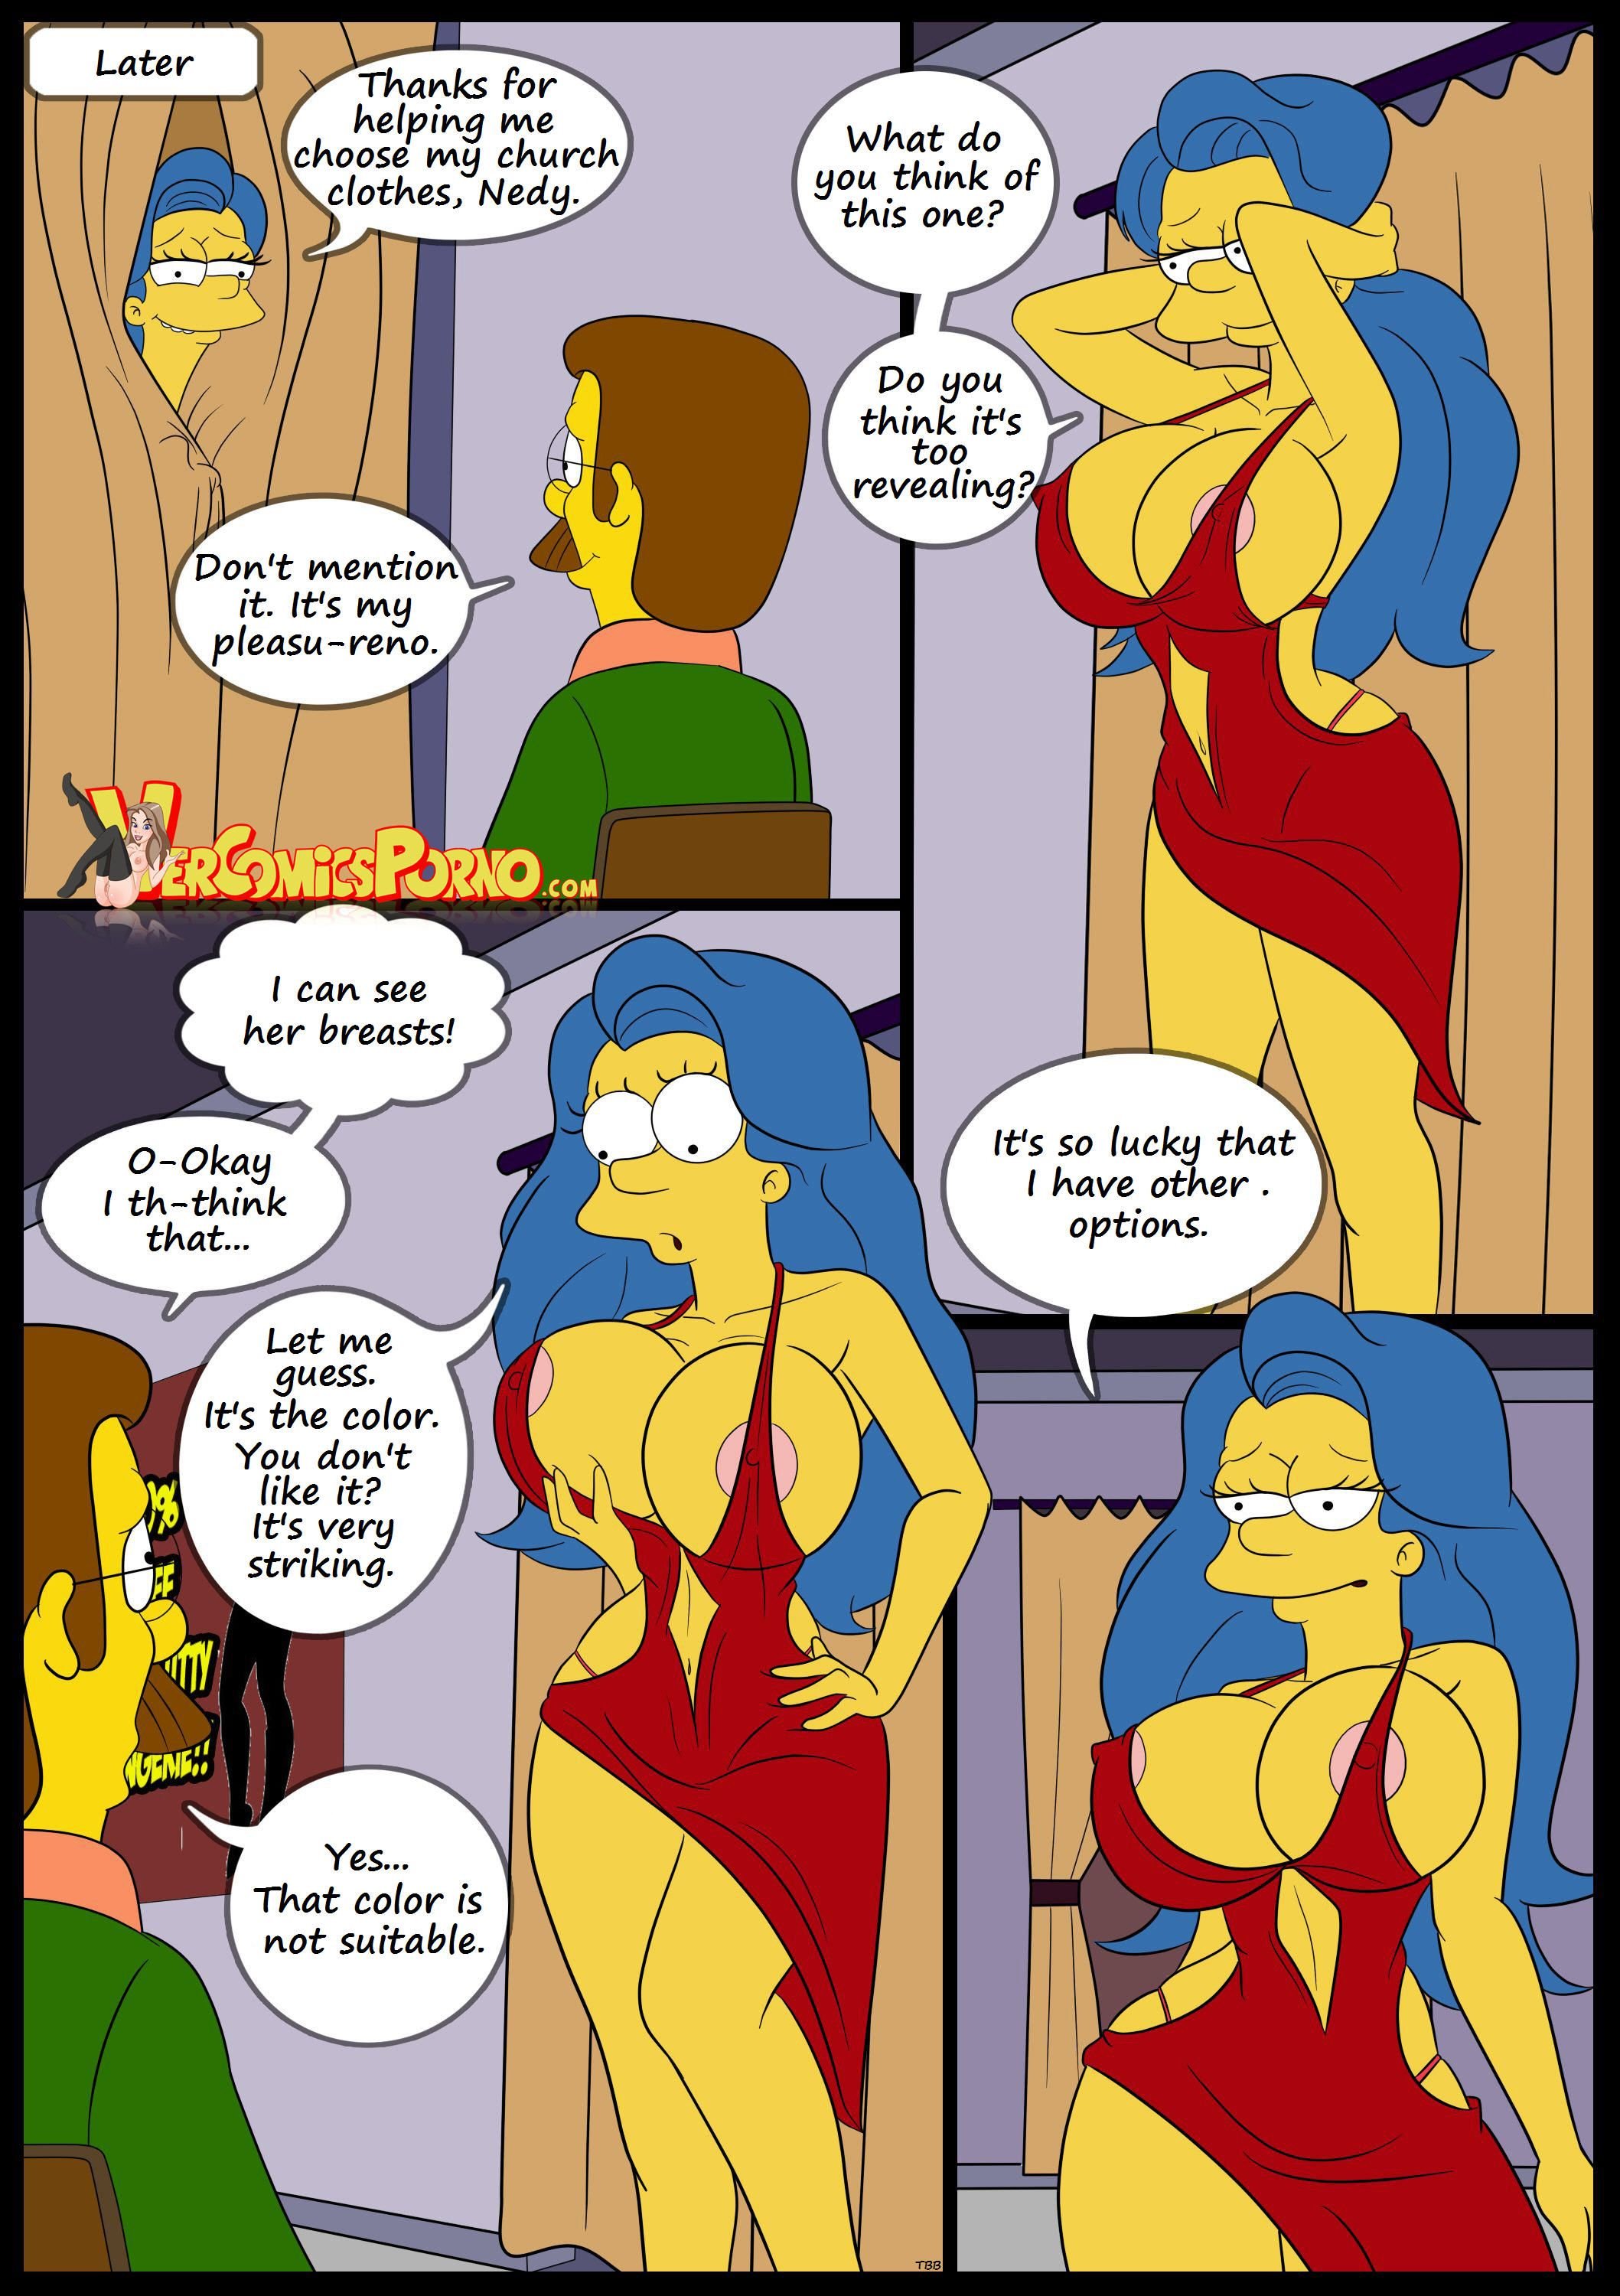 Later
Thanks for
helping me
choose my church
clothes, Nedy.
Don't mention
it. It's my
pleasu-reno.
VERCOMICSPORNO.COM
What do
you think of
this one?
Do you
think it's
too
revealing?
I can see
her breasts!
O-Okay
I th-think
that...
Let me
guess.
It's the color.
You don't
like it?
It's very
striking.
Yes...
That color is
not suitable.
It's so lucky that
I have other .
options.
TBB